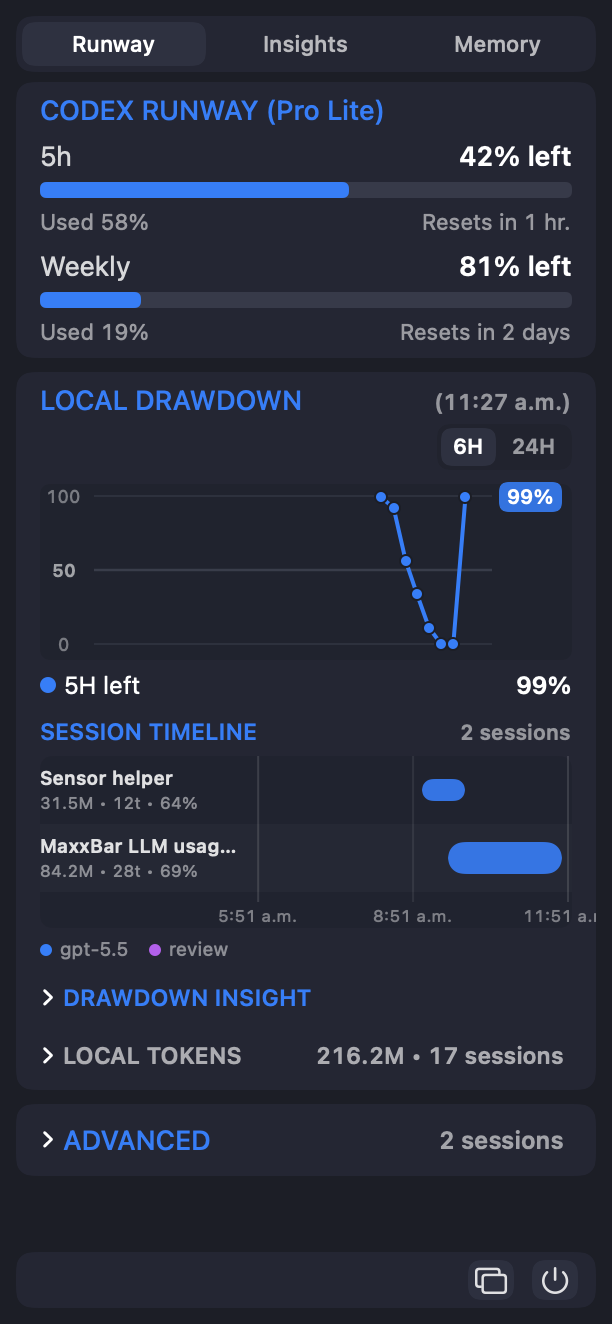 Runway Insights Memory
CODEX RUNWAY (Pro Lite)
5h 42% left
Used 58% Resets in 1 hr.
Weekly 81% left
Used 19% Resets in 2 days
LOCAL DRAWDOWN (11:27 a.m.)
6H 24H
100 99%
50
0
5H left 99%
SESSION TIMELINE 2 sessions
Sensor helper
31.5M • 12t • 64%
MaxxBar LLM usag...
84.2M • 28t • 69%
5:51 a.m. 8:51 a.m. 11:51 a.
gpt-5.5 review
DRAWDOWN INSIGHT
LOCAL TOKENS 216.2M • 17 sessions
ADVANCED 2 sessions